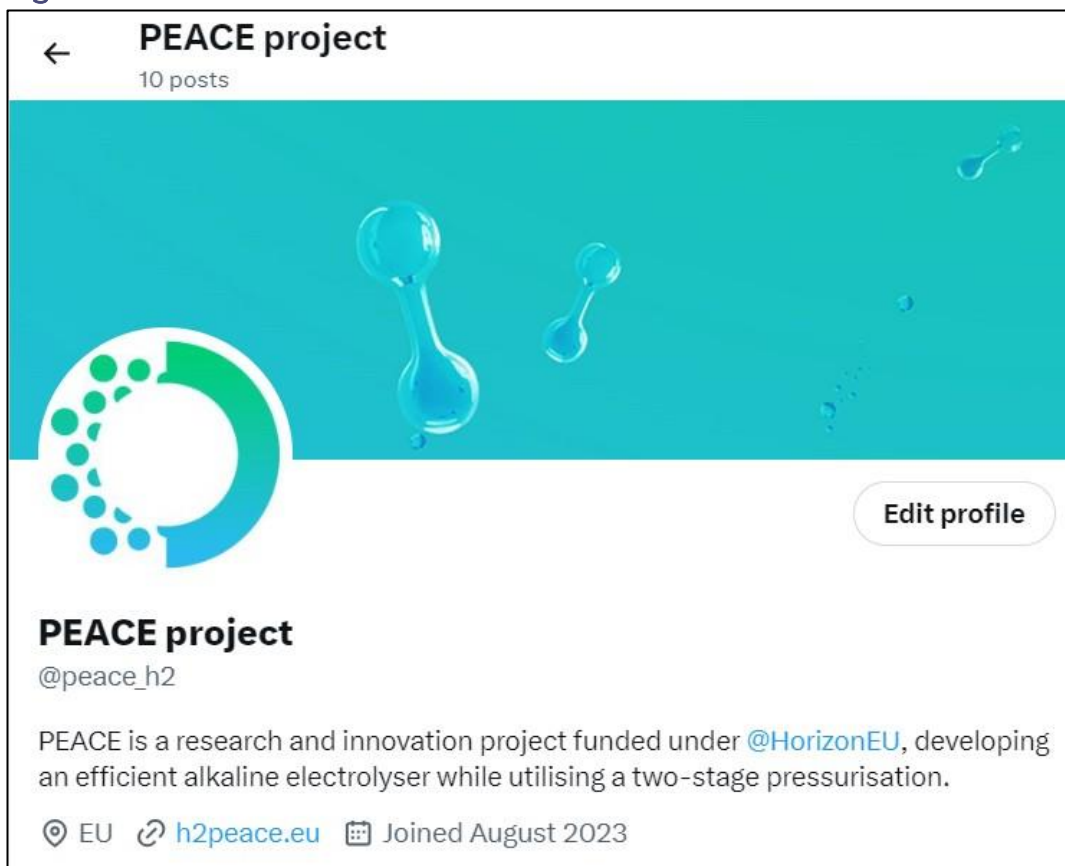 PEACE project
10 posts
Edit profile
PEACE project
@peace_h2
PEACE is a research and innovation project funded under @HorizonEU, developing
an efficient alkaline electrolyser while utilising a two-stage pressurisation.
EU h2peace.eu Joined August 2023